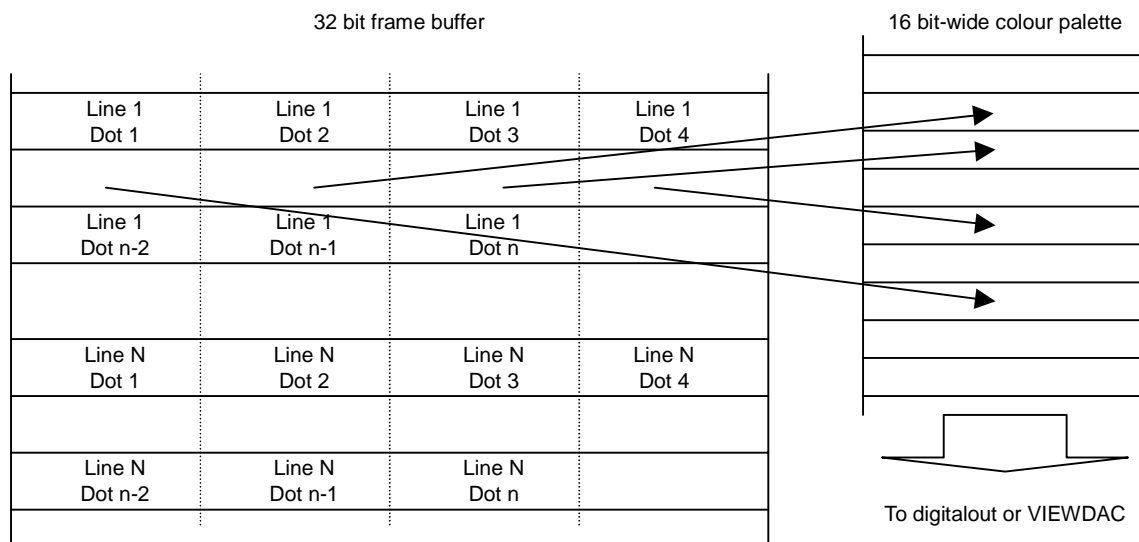 32 bit frame buffer
16 bit-wide colour palette
Line 1 Line 1 Line 1 Line 1
Dot 1 Dot 2 Dot 3 Dot 4
Line 1 Line 1 Line 1
Dot n-2 Dot n-1 Dot n
Line N Line N Line N Line N
Dot 1 Dot 2 Dot 3 Dot 4
Line N Line N Line N
Dot n-2 Dot n-1 Dot n
To digitalout or VIEWDAC